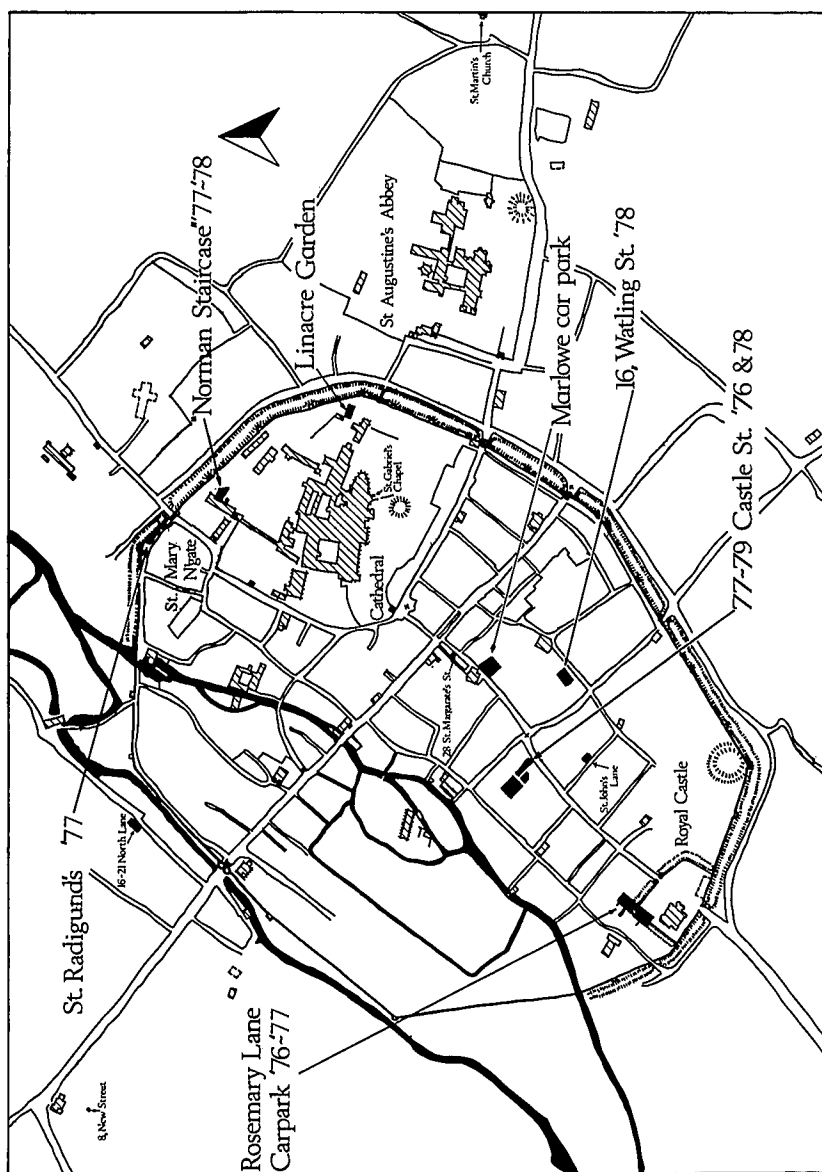 St. Martin's
Church
"Norman Staircase" '77-'78
Linacre Garden
St Augustine's Abbey
Marlowe car park
16, Watling St. '78
77-79 Castle St. '76 & 78
St. Gabriel's
Chapel
Cathedral
St. Mary
N'gate
28 St. Margaret's St.
St. John's
Lane
Royal Castle
St. Radigund's '77
16-21 North Lane
Rosemary Lane
Carpark '76-'77
8, New Street